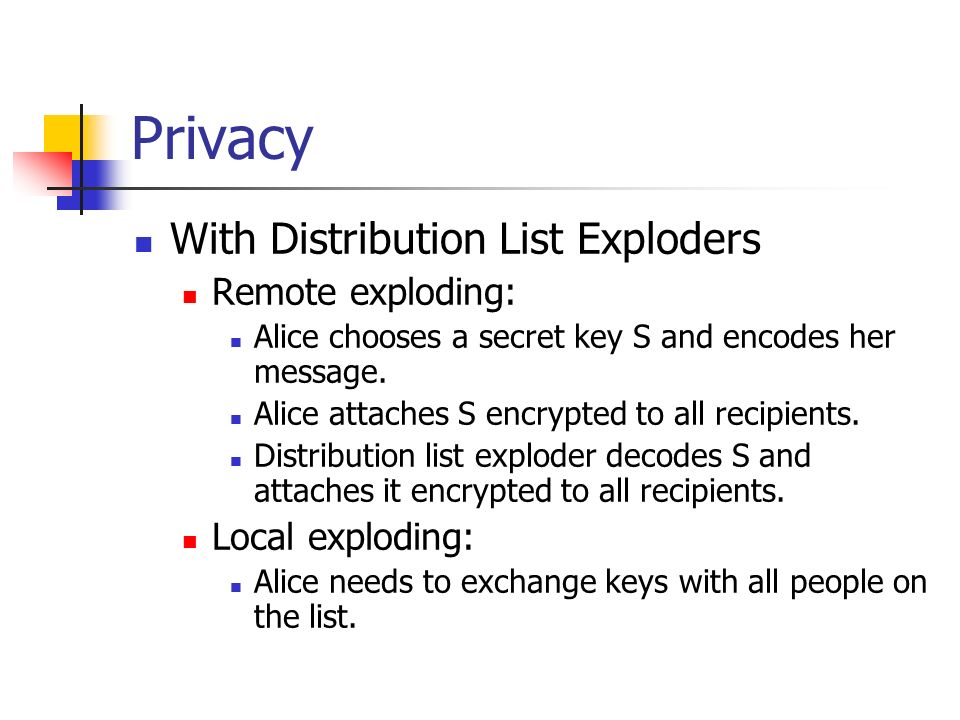 Privacy
With Distribution List Exploders
Remote exploding:
Alice chooses a secret key S and encodes her
message.
Alice attaches S encrypted to all recipients.
Distribution list exploder decodes S and
attaches it encrypted to all recipients.
Local exploding:
Alice needs to exchange keys with all people on
the list.